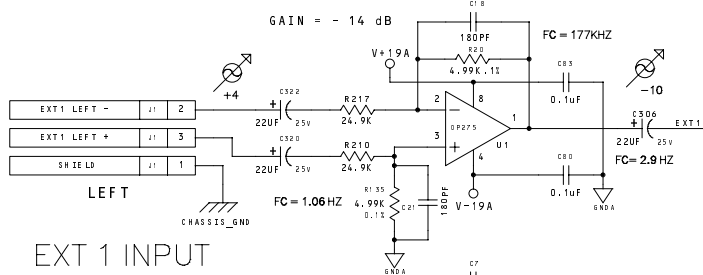 C18
GAIN = - 14 dB
180PF
FC = 177KHZ
V+19A
R20
4.99K .1%
C83
+4
-10
C322
R217
8
0.1uF
EXT1 LEFT - J1 2
+
22UF 25V
24.9K
2
−
1
C306
OP275
+
EXT1
EXT1 LEFT + J1 3
C320
R210
3
+
U1
22UF 25V
+
22UF 25V
24.9K
4
C80
FC = 2.9 HZ
SHIELD J1 1
R135
4.99K
0.1%
C21
180PF
V-19A
0.1uF
LEFT
FC = 1.06 HZ
GNDA
CHASSIS_GND
EXT 1 INPUT
GNDA
C7